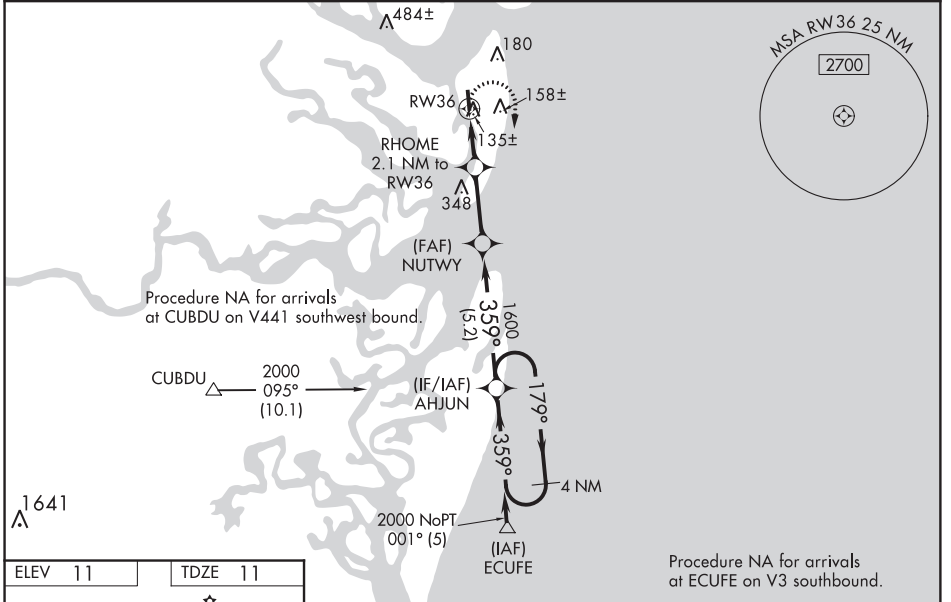 484±
180
MSA RW36 25 NM
2700
RW36
158±
135±
RHOME
2.1 NM to
RW36
348
(FAF)
NUTWY
Procedure NA for arrivals
at CUBDU on V441 southwest bound.
1600
359°
(5.2)
CUBDU
2000
095°
(10.1)
(IF/IAF)
AHJUN
179°
359°
4 NM
1641
2000 NoPT
001° (5)
(IAF)
ECUFE
Procedure NA for arrivals
at ECUFE on V3 southbound.
ELEV 11
TDZE 11